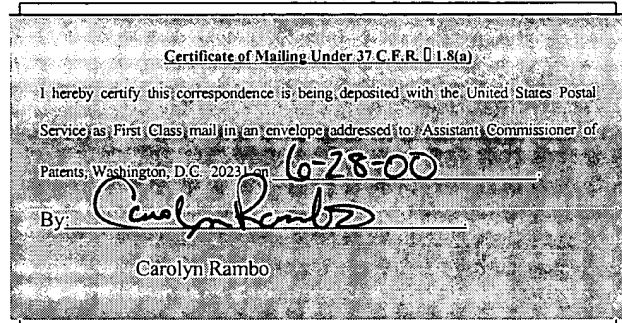 Certificate of Mailing Under 37 C.F.R. 1.8(a)
I hereby certify this correspondence is being deposited with the United States Postal
Service as First Class mail in an envelope addressed to: Assistant Commissioner of
Patents, Washington, D.C. 20231 on 6-28-00;
By: Carolyn Rambo
Carolyn Rambo